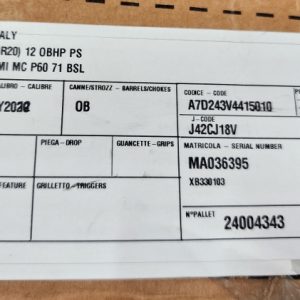 ALY
R20) 12 OBHP PS
MI MC P60 71 BSL
LIBRO - CALIBRE
CANNE/STROZZ - BARRELS/CHOKES
CODICE - CODE
OB
A7D243V4415010
J-CODE
J42CJ18V
PIEGA-DROP
GUANCETTE-GRIPS
MATRICOLA - SERIAL NUMBER
MA036395
XB330103
FEATURE
GRILLETTO-TRIGGERS
N°PALLET
24004343